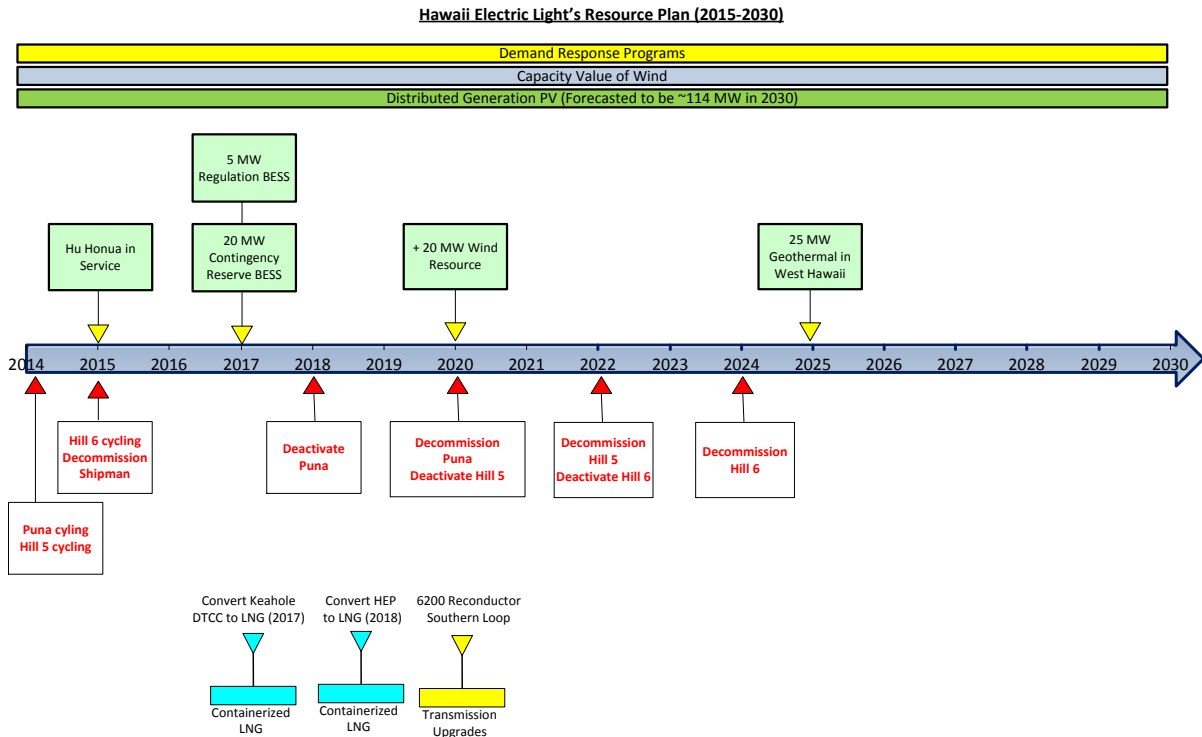 Hawaii Electric Light's Resource Plan (2015-2030)
Demand Response Programs
Capacity Value of Wind
Distributed Generation PV (Forecasted to be ~114 MW in 2030)
5 MW
Regulation BESS
Hu Honua in
Service
20 MW
Contingency
Reserve BESS
+ 20 MW Wind
Resource
25 MW
Geothermal in
West Hawaii
2014 2015 2016 2017 2018 2019 2020 2021 2022 2023 2024 2025 2026 2027 2028 2029 2030
Hill 6 cycling
Decommission
Shipman
Deactivate
Puna
Decommission
Puna
Deactivate Hill 5
Decommission
Hill 5
Deactivate Hill 6
Decommission
Hill 6
Puna cyling
Hill 5 cycling
Convert Keahole
DTCC to LNG (2017)
Convert HEP
to LNG (2018)
6200 Reconductor
Southern Loop
Containerized
LNG
Containerized
LNG
Transmission
Upgrades